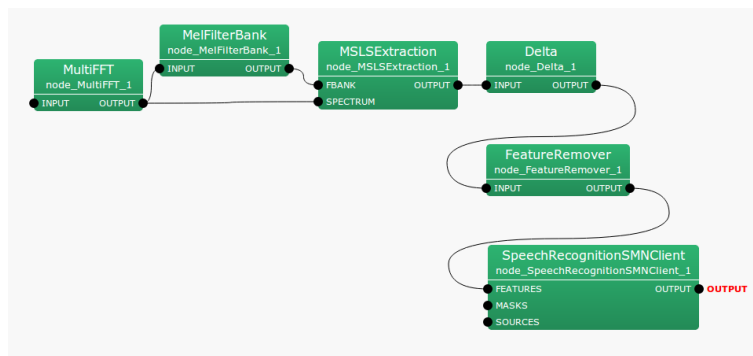 MultiFFT
node_MultiFFT_1
INPUT OUTPUT
MelFilterBank
node_MelFilterBank_1
INPUT OUTPUT
MSLSExtraction
node_MSLSExtraction_1
FBANK OUTPUT
SPECTRUM
Delta
node_Delta_1
INPUT OUTPUT
FeatureRemover
node_FeatureRemover_1
INPUT OUTPUT
SpeechRecognitionSMNClient
node_SpeechRecognitionSMNClient_1
FEATURES OUTPUT OUTPUT
MASKS
SOURCES